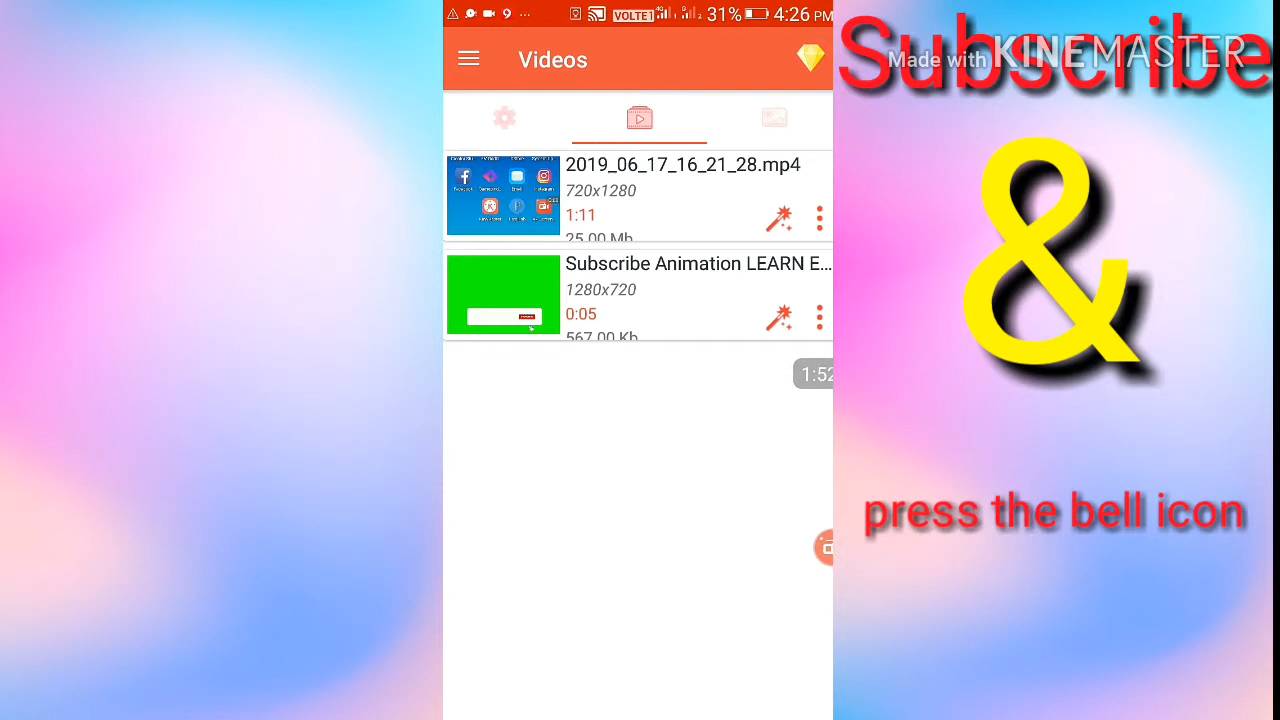 VOLTE1 31% 4:26 PM
Videos
2019_06_17_16_21_28.mp4
720x1280
1:11
25.00 Mb
Subscribe Animation LEARN E...
1280x720
0:05
567.00 Kb
1:52
Subscribe
Made with KINEMASTER
&
press the bell icon